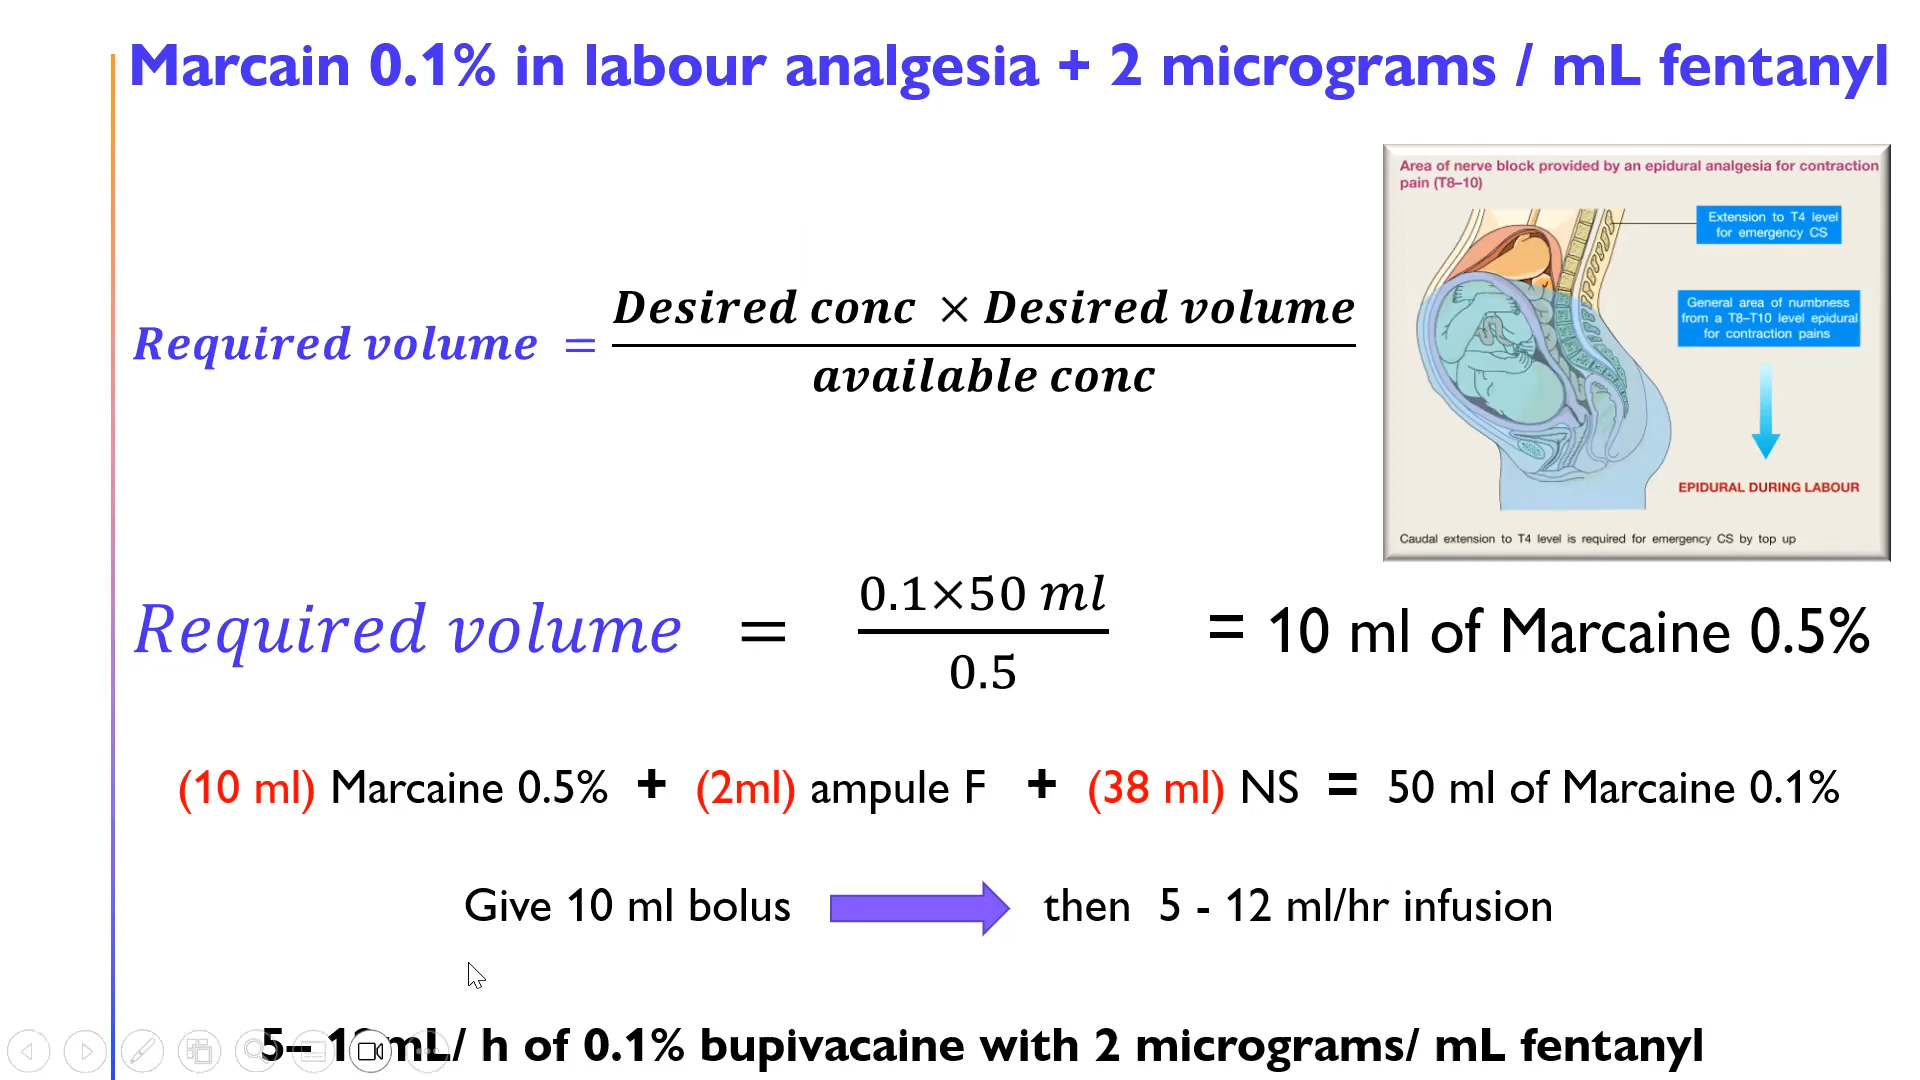 Marcain 0.1% in labour analgesia + 2 micrograms / mL fentanyl
Area of nerve block provided by an epidural analgesia for contraction
pain (T8–10)
Extension to T4 level
for emergency CS
General area of numbness
from a T8–T10 level epidural
for contraction pains
EPIDURAL DURING LABOUR
Caudal extension to T4 level is required for emergency CS by top up
Required volume = Desired conc × Desired volume
available conc
Required volume = 0.1×50 ml = 10 ml of Marcaine 0.5%
0.5
(10 ml) Marcaine 0.5% + (2ml) ampule F + (38 ml) NS = 50 ml of Marcaine 0.1%
Give 10 ml bolus then 5 - 12 ml/hr infusion
5– mL/ h of 0.1% bupivacaine with 2 micrograms/ mL fentanyl